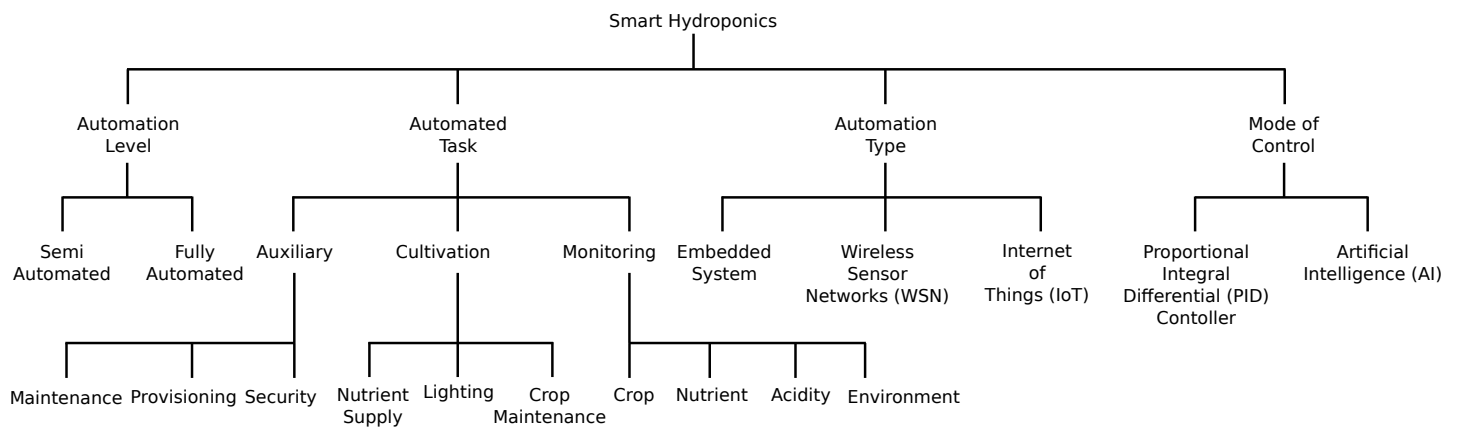 Smart Hydroponics
Automation
Level
Automated
Task
Automation
Type
Mode of
Control
Semi
Automated
Fully
Automated
Auxiliary
Cultivation
Monitoring
Embedded
System
Wireless
Sensor
Networks (WSN)
Internet
of
Things (IoT)
Proportional
Integral
Differential (PID)
Contoller
Artificial
Intelligence (AI)
Maintenance
Provisioning
Security
Nutrient
Supply
Lighting
Crop
Maintenance
Crop
Nutrient
Acidity
Environment